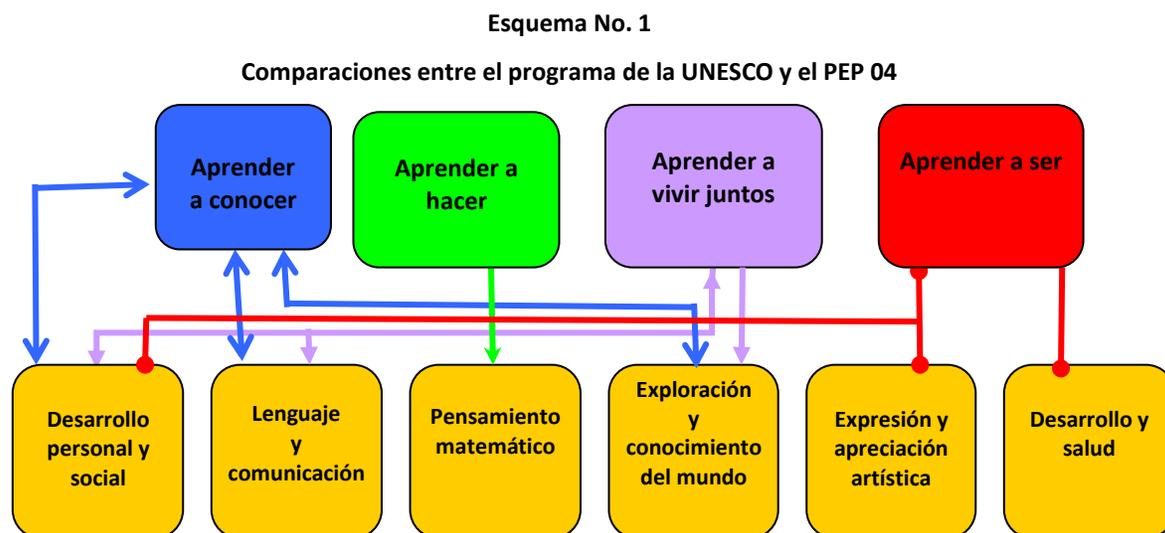 Esquema No. 1
Comparaciones entre el programa de la UNESCO y el PEP 04
Aprender
a conocer
Aprender a
hacer
Aprender a
vivir juntos
Aprender a ser
Desarrollo
personal y
social
Lenguaje
y
comunicación
Pensamiento
matemático
Exploración
y
conocimiento
del mundo
Expresión y
apreciación
artística
Desarrollo y
salud